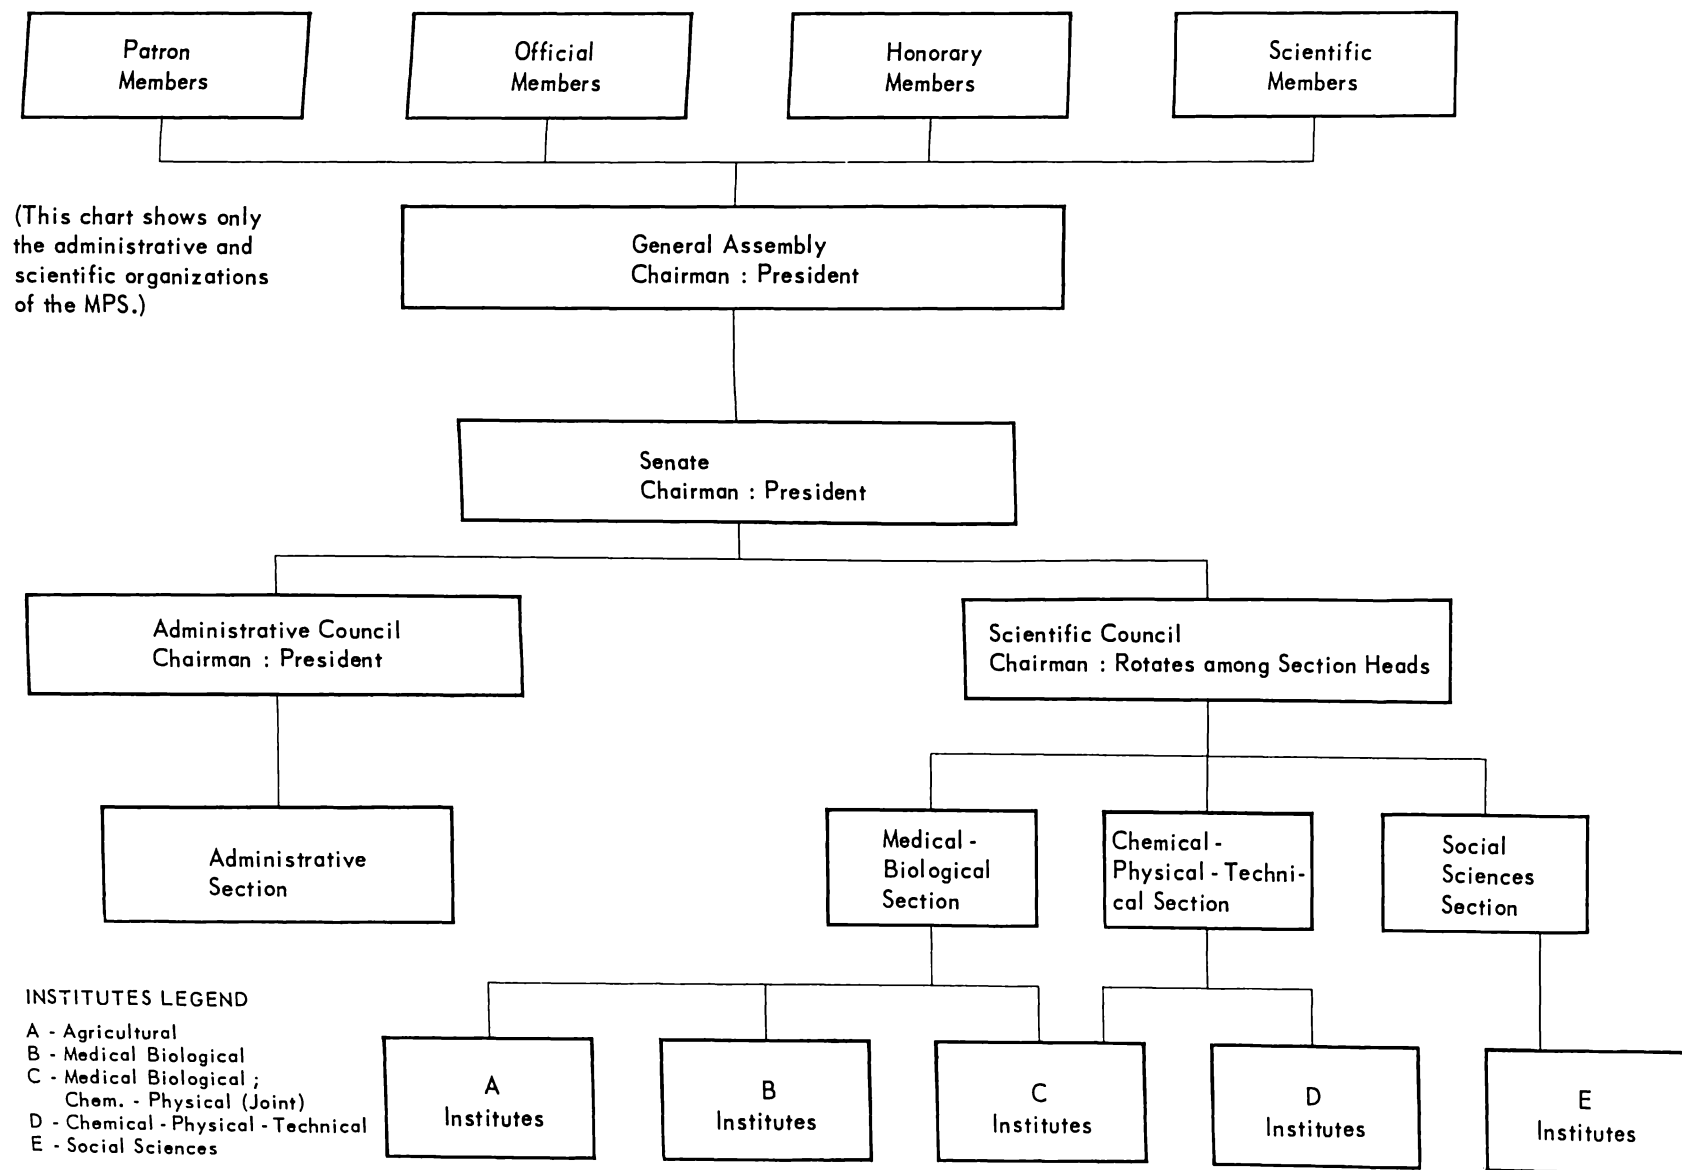 Patron
Members
Official
Members
Honorary
Members
Scientific
Members
(This chart shows only
the administrative and
scientific organizations
of the MPS.)
General Assembly
Chairman : President
Senate
Chairman : President
Administrative Council
Chairman : President
Scientific Council
Chairman : Rotates among Section Heads
Administrative
Section
Medical -
Biological
Section
Chemical -
Physical - Techni-
cal Section
Social
Sciences
Section
INSTITUTES LEGEND
A - Agricultural
B - Medical Biological
C - Medical Biological ;
Chem. - Physical (Joint)
D - Chemical - Physical - Technical
E - Social Sciences
A
Institutes
B
Institutes
C
Institutes
D
Institutes
E
Institutes